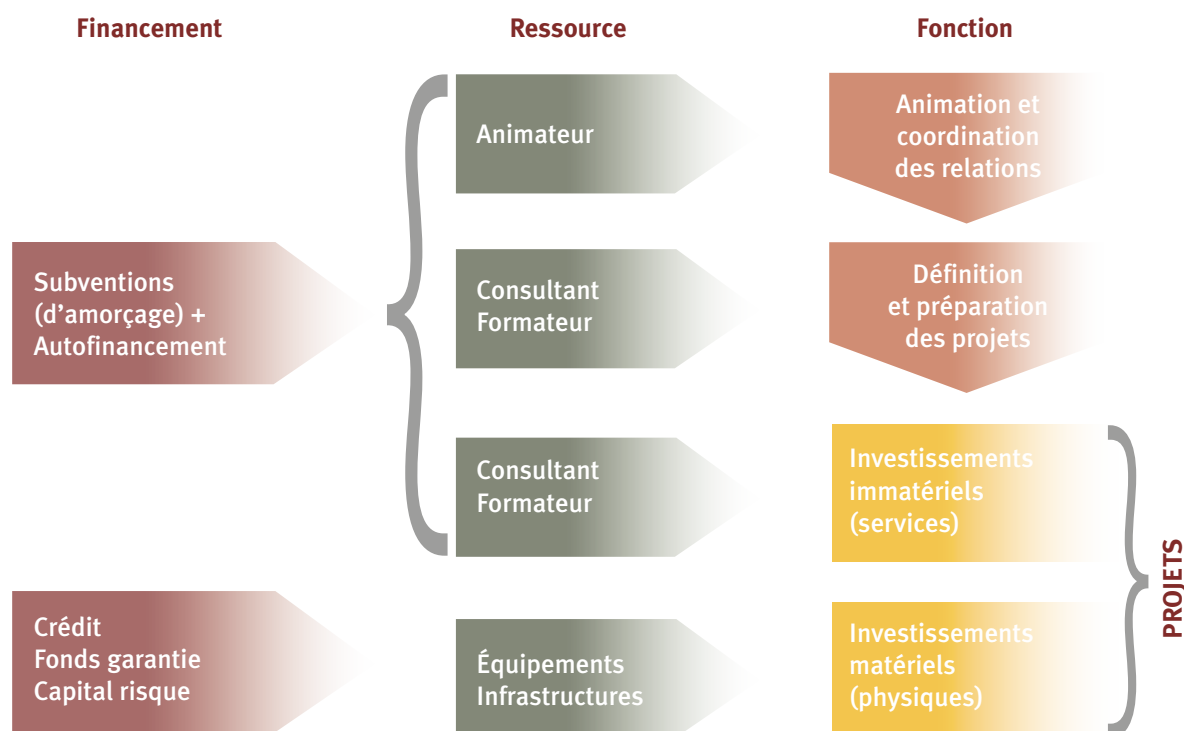 Financement
Ressource
Fonction
Animateur
Animation et
coordination
des relations
Subventions
(d'amorçage) +
Autofinancement
Consultant
Formateur
Définition
et préparation
des projets
Consultant
Formateur
Investissements
immatériels
(services)
Crédit
Fonds garantie
Capital risque
Équipements
Infrastructures
Investissements
matériels
(physiques)
PROJETS